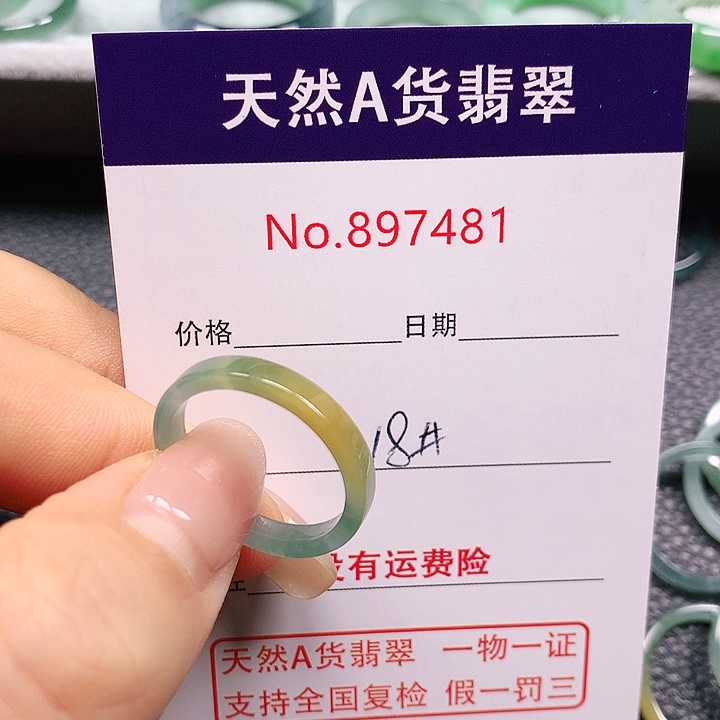 天然A货翡翠
No.897481
价格 日期
18#
有运费险
天然A货翡翠 一物一证
支持全国复检 假一罚三